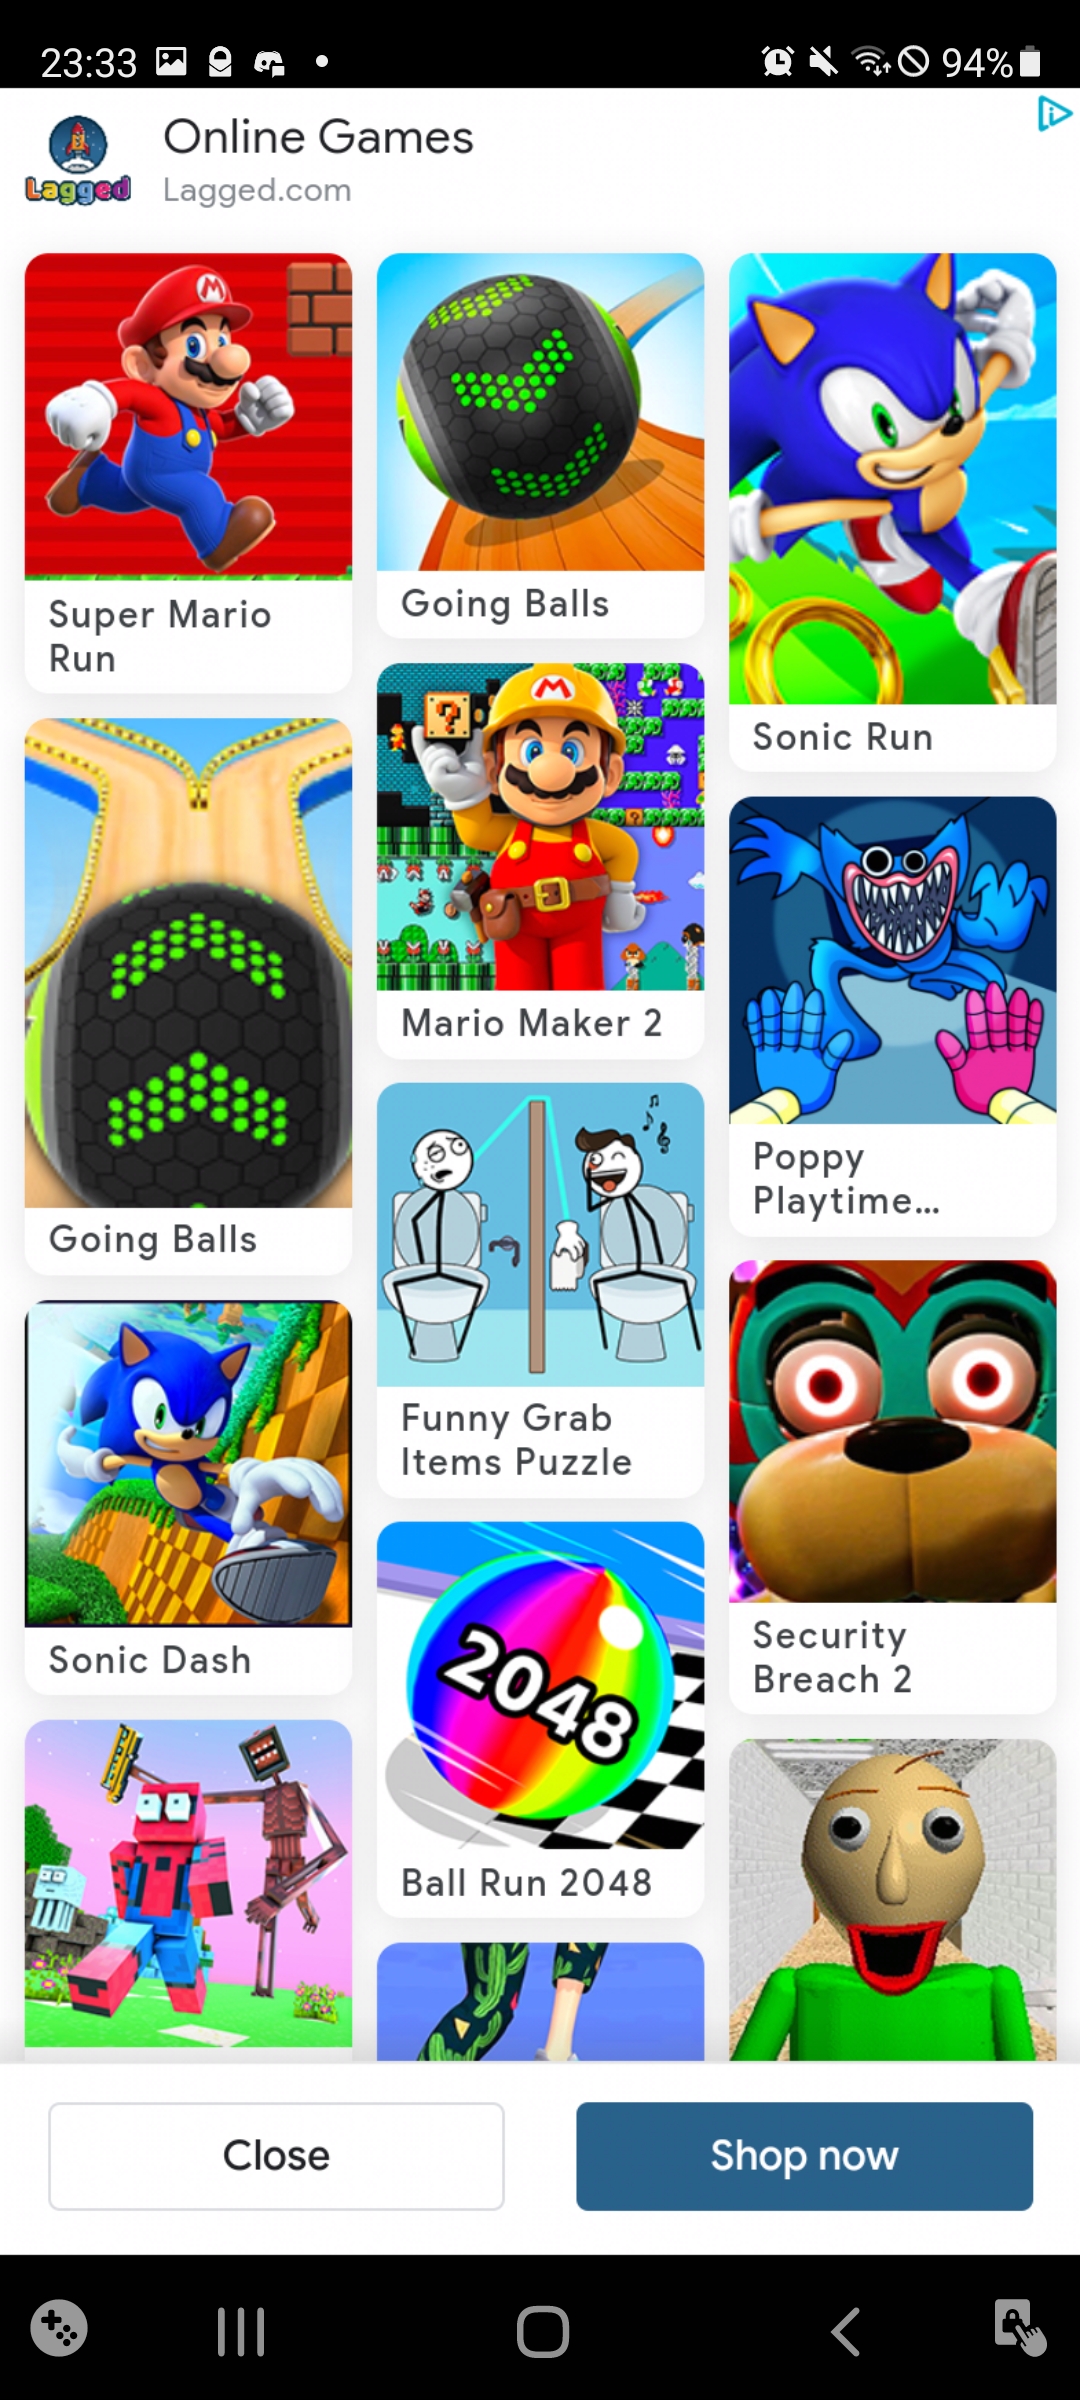 23:33
94%
Lagged
Online Games
Lagged.com
M
Super Mario
Run
Going Balls
Sonic Run
?
M
Going Balls
Mario Maker 2
Poppy
Playtime...
Sonic Dash
Funny Grab
Items Puzzle
Security
Breach 2
2048
Ball Run 2048
Close
Shop now